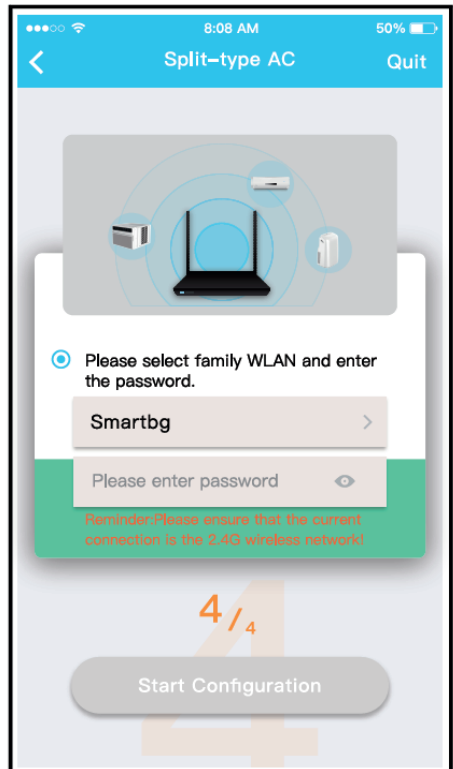 8:08 AM
50%
Split-type AC
Quit
Please select family WLAN and enter
the password.
Smartbg
Please enter password
Reminder:Please ensure that the current
connection is the 2.4G wireless network!
4/4
4
Start Configuration